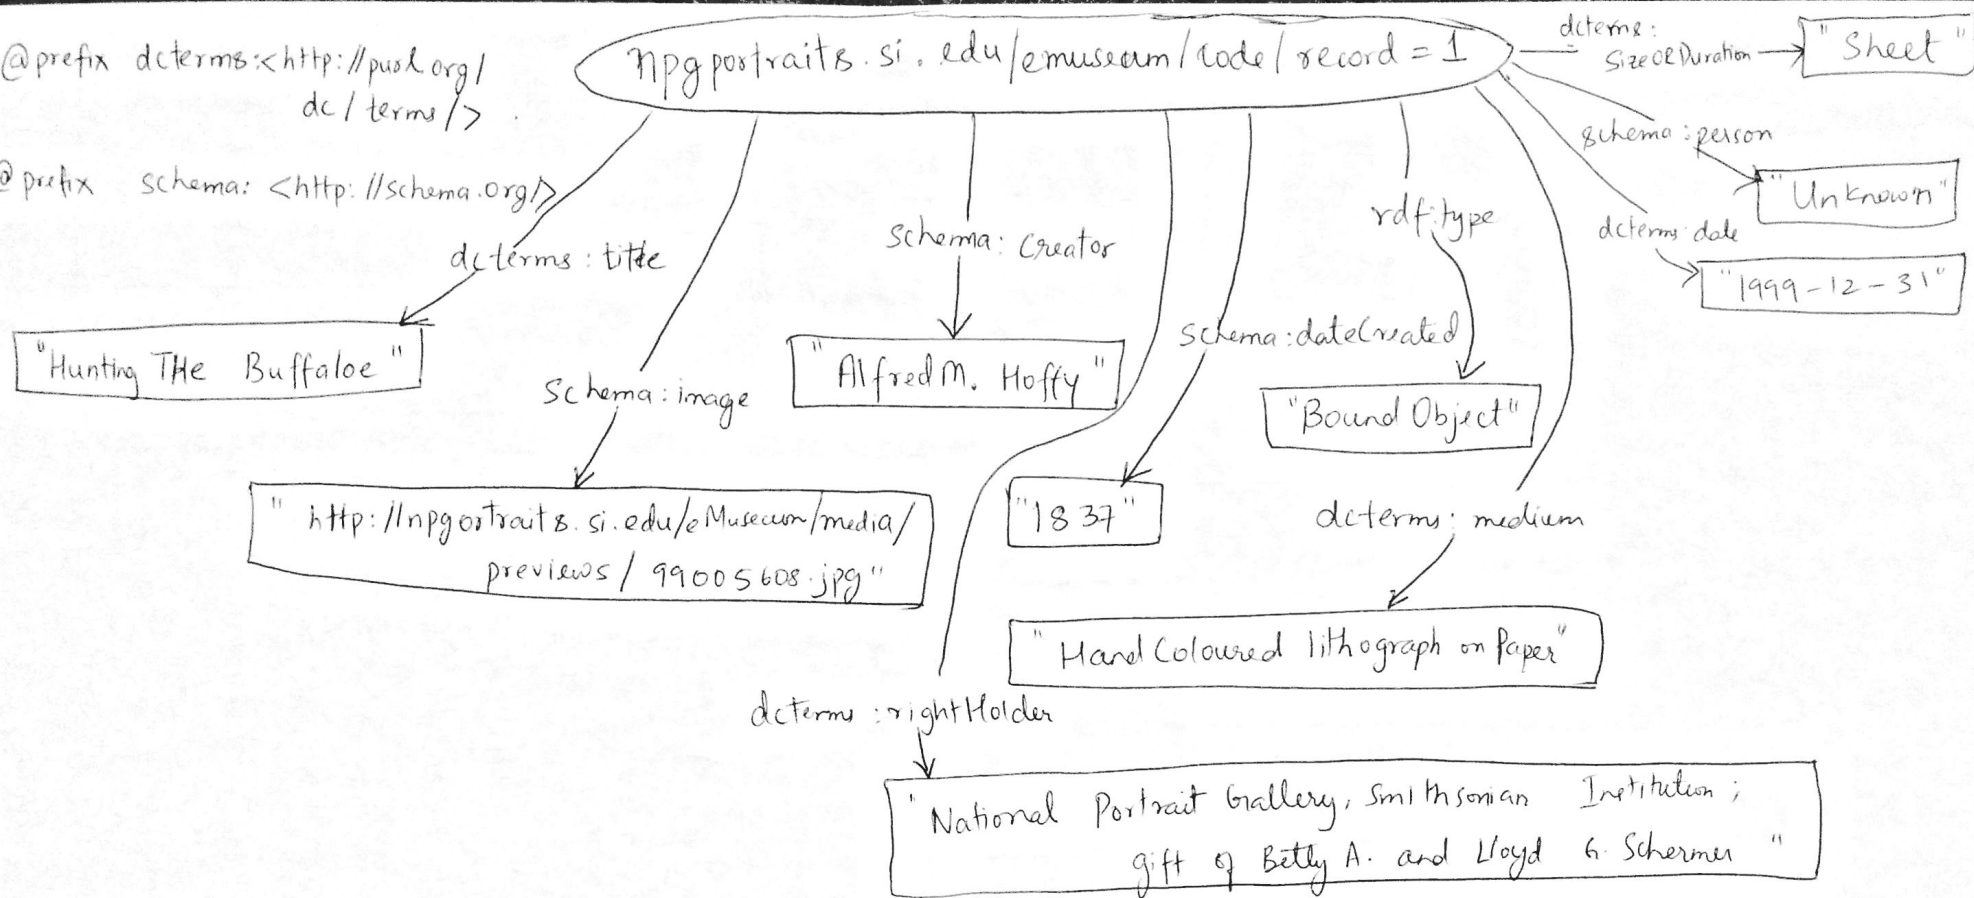 @prefix dcterms:<http://purl.org/
dc/terms/>
@prefix schema: <http://schema.org/>
npgportraits.si.edu/emuseum/code/record=1
dcterms:
SizeORDuration
"Sheet"
schema:person
"Unknown"
dcterms:date
"1999-12-31"
dcterms:title
"Hunting THe Buffaloe"
schema:image
"http://npgortraits.si.edu/eMuseum/media/
previews/99005608.jpg"
schema:creator
"Alfred M. Hoffy"
schema:dateCreated
"1837"
rdf:type
"Bound Object"
dcterms:medium
"Hand Coloured lithograph on Paper"
dcterms:rightHolder
"National Portrait Gallery, Smithsonian Institution;
gift of Betty A. and Lloyd G. Schermer"